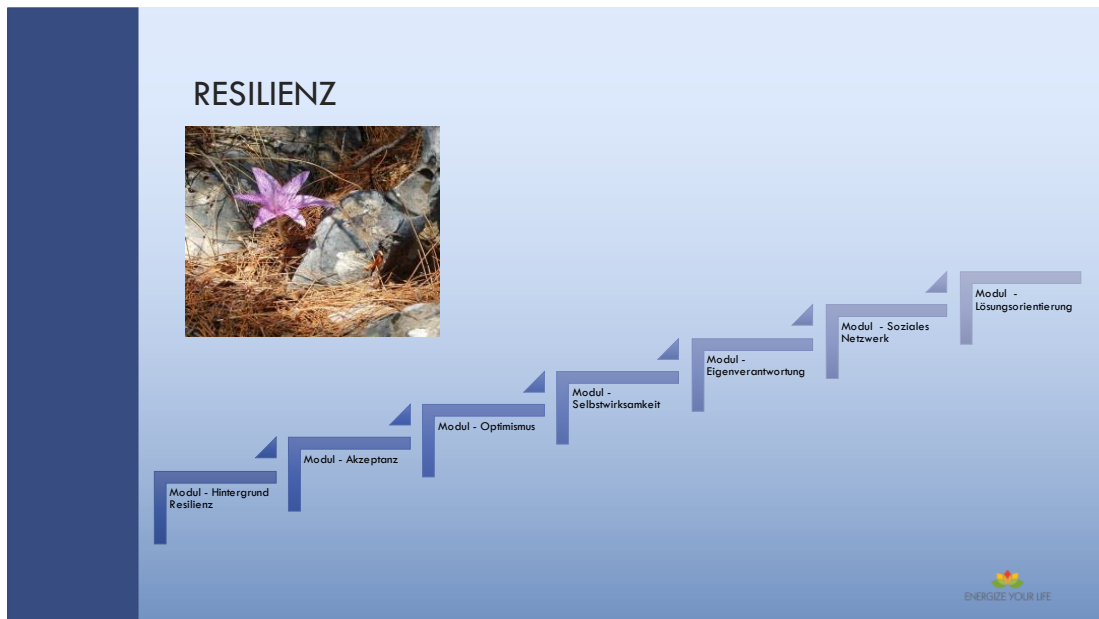 RESILIENZ
Modul - Hintergrund
Resilienz
Modul - Akzeptanz
Modul - Optimismus
Modul -
Selbstwirksamkeit
Modul -
Eigenverantwortung
Modul - Soziales
Netzwerk
Modul -
Lösungsorientierung
ENERGIZE YOUR LIFE